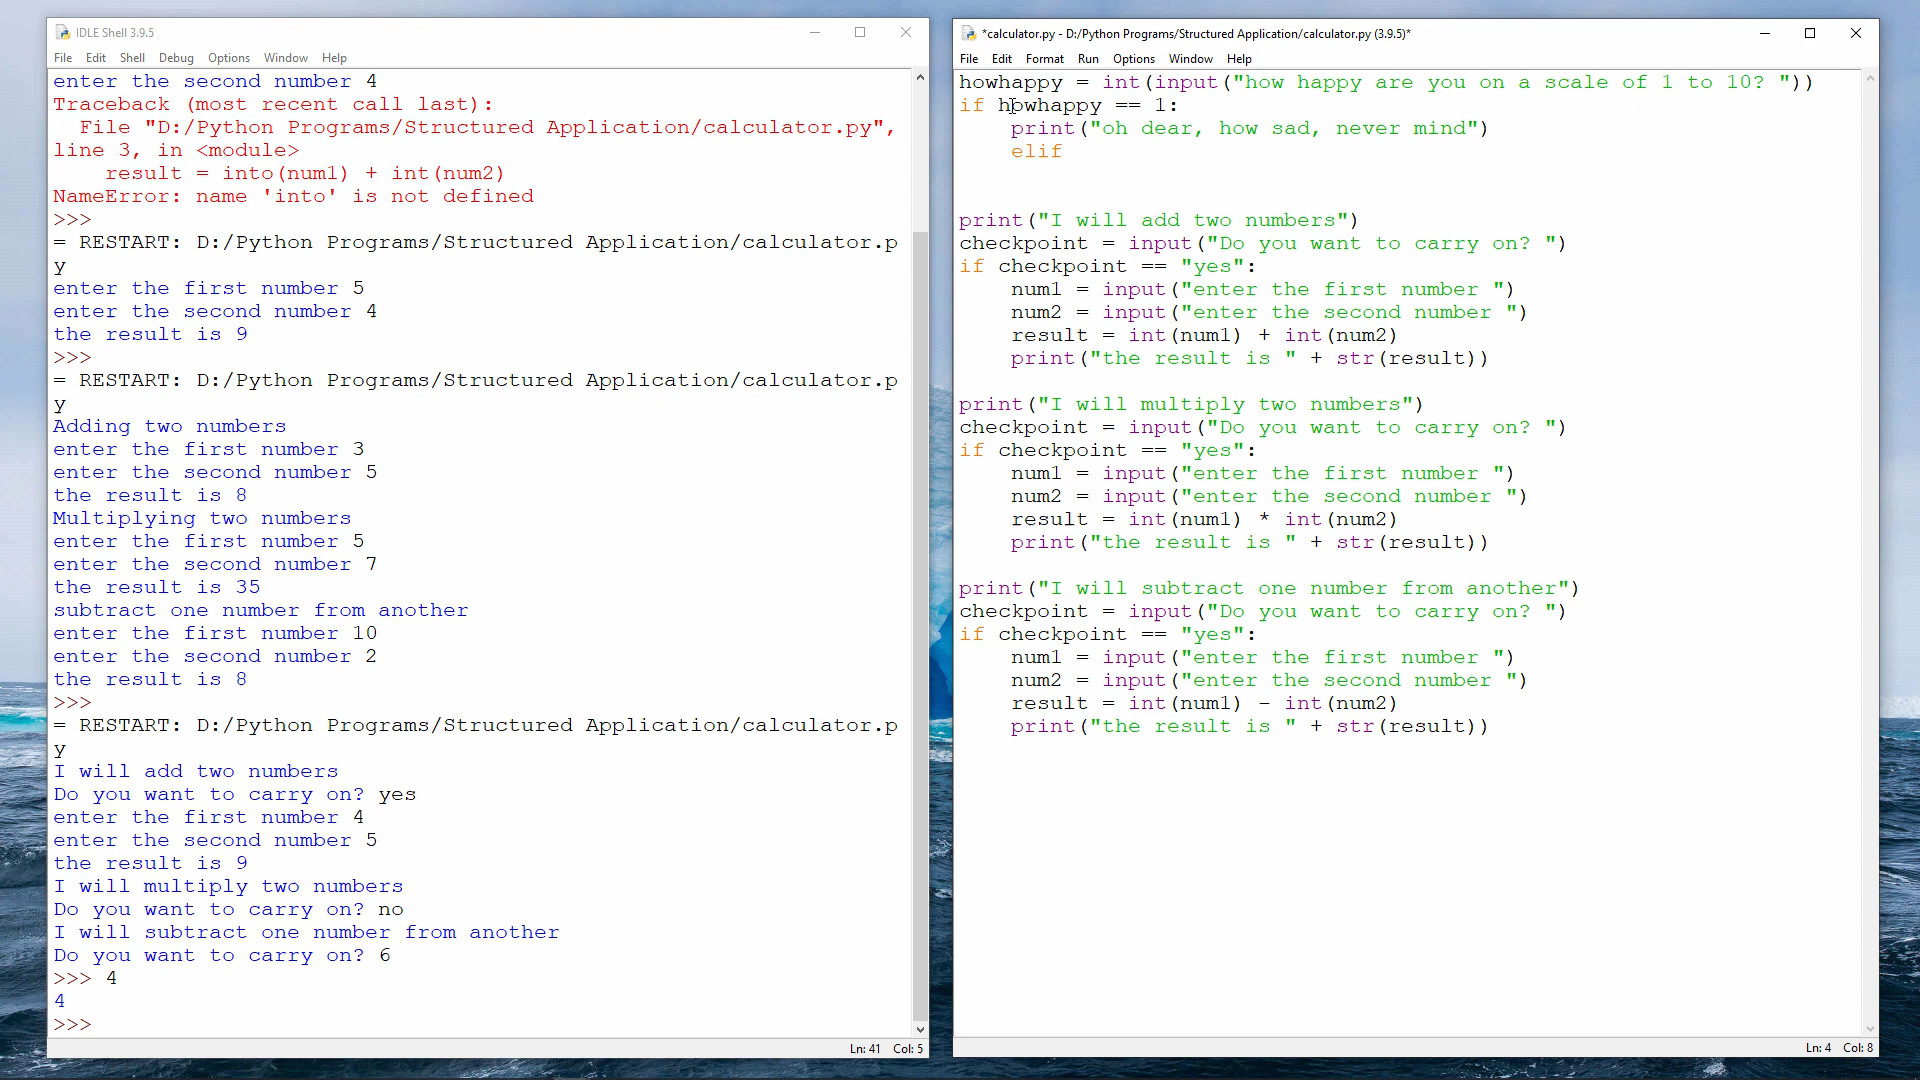 IDLE Shell 3.9.5
File Edit Shell Debug Options Window Help
enter the second number 4
Traceback (most recent call last):
  File "D:/Python Programs/Structured Application/calculator.py",
line 3, in <module>
    result = into(num1) + int(num2)
NameError: name 'into' is not defined
>>>
= RESTART: D:/Python Programs/Structured Application/calculator.p
y
enter the first number 5
enter the second number 4
the result is 9
>>>
= RESTART: D:/Python Programs/Structured Application/calculator.p
y
Adding two numbers
enter the first number 3
enter the second number 5
the result is 8
Multiplying two numbers
enter the first number 5
enter the second number 7
the result is 35
subtract one number from another
enter the first number 10
enter the second number 2
the result is 8
>>>
= RESTART: D:/Python Programs/Structured Application/calculator.p
y
I will add two numbers
Do you want to carry on? yes
enter the first number 4
enter the second number 5
the result is 9
I will multiply two numbers
Do you want to carry on? no
I will subtract one number from another
Do you want to carry on? 6
>>> 4
4
>>>
Ln: 41 Col: 5
*calculator.py - D:/Python Programs/Structured Application/calculator.py (3.9.5)*
File Edit Format Run Options Window Help
howhappy = int(input("how happy are you on a scale of 1 to 10? "))
if howhappy == 1:
    print("oh dear, how sad, never mind")
    elif
print("I will add two numbers")
checkpoint = input("Do you want to carry on? ")
if checkpoint == "yes":
    num1 = input("enter the first number ")
    num2 = input("enter the second number ")
    result = int(num1) + int(num2)
    print("the result is " + str(result))
print("I will multiply two numbers")
checkpoint = input("Do you want to carry on? ")
if checkpoint == "yes":
    num1 = input("enter the first number ")
    num2 = input("enter the second number ")
    result = int(num1) * int(num2)
    print("the result is " + str(result))
print("I will subtract one number from another")
checkpoint = input("Do you want to carry on? ")
if checkpoint == "yes":
    num1 = input("enter the first number ")
    num2 = input("enter the second number ")
    result = int(num1) - int(num2)
    print("the result is " + str(result))
Ln: 4 Col: 8